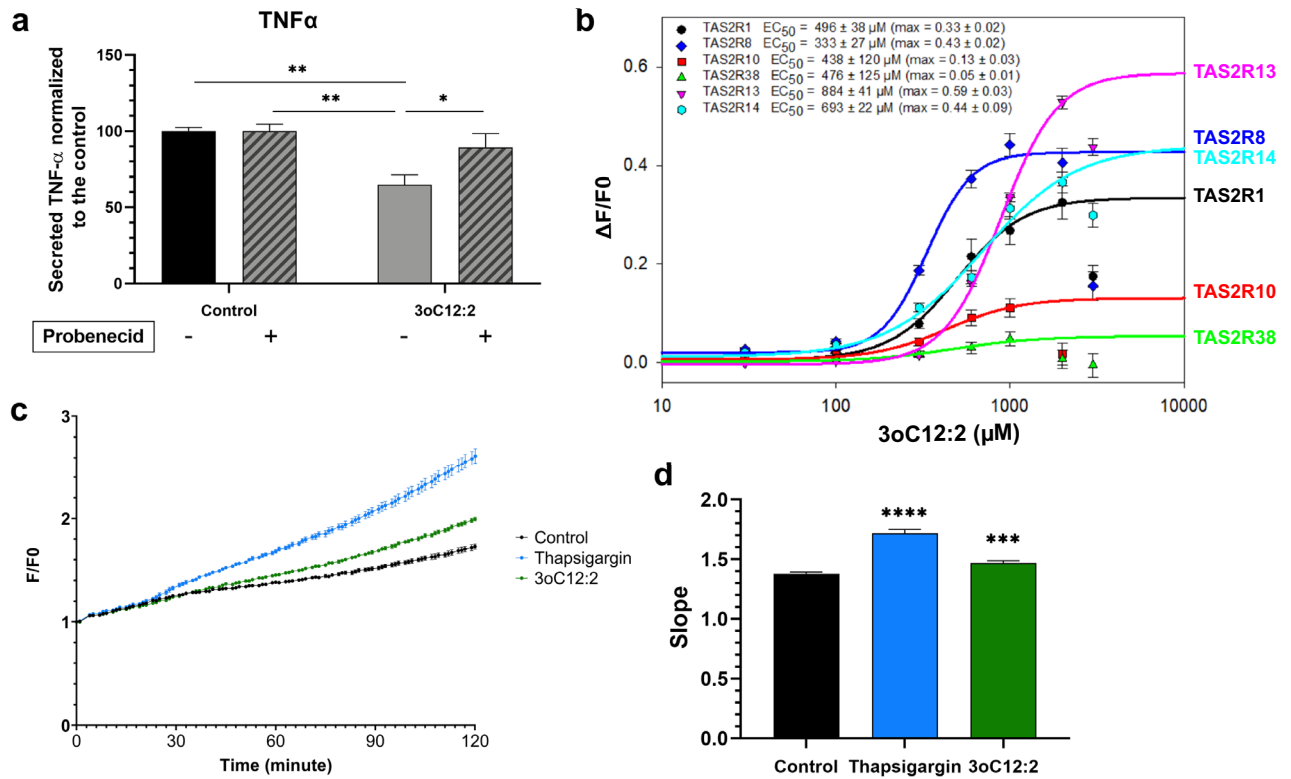 a
TNFα
Secreted TNF-α normalized
to the control
150
100
50
0
**
**
*
Control
3oC12:2
Probenecid
-
+
-
+
b
TAS2R1 EC50 = 496 ± 38 µM (max = 0.33 ± 0.02)
TAS2R8 EC50 = 333 ± 27 µM (max = 0.43 ± 0.02)
TAS2R10 EC50 = 438 ± 120 µM (max = 0.13 ± 0.03)
TAS2R38 EC50 = 476 ± 125 µM (max = 0.05 ± 0.01)
TAS2R13 EC50 = 884 ± 41 µM (max = 0.59 ± 0.03)
TAS2R14 EC50 = 693 ± 22 µM (max = 0.44 ± 0.09)
ΔF/F0
0.6
0.4
0.2
0.0
10
100
1000
10000
3oC12:2 (µM)
TAS2R13
TAS2R8
TAS2R14
TAS2R1
TAS2R10
TAS2R38
c
F/F0
3
2
1
0
0
30
60
90
120
Time (minute)
Control
Thapsigargin
3oC12:2
d
Slope
2.0
1.5
1.0
0.5
0.0
****
***
Control Thapsigargin 3oC12:2